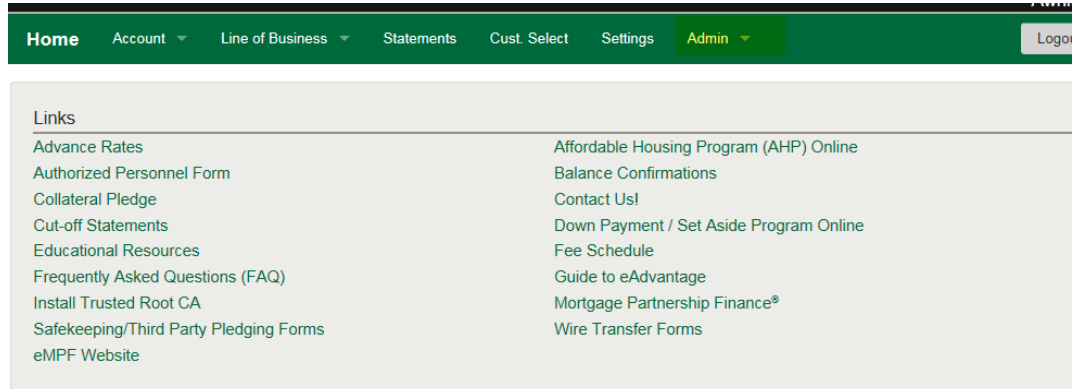 Home Account Line of Business Statements Cust. Select Settings Admin
Links
Advance Rates
Authorized Personnel Form
Collateral Pledge
Cut-off Statements
Educational Resources
Frequently Asked Questions (FAQ)
Install Trusted Root CA
Safekeeping/Third Party Pledging Forms
eMPF Website
Affordable Housing Program (AHP) Online
Balance Confirmations
Contact Us!
Down Payment / Set Aside Program Online
Fee Schedule
Guide to eAdvantage
Mortgage Partnership Finance®
Wire Transfer Forms